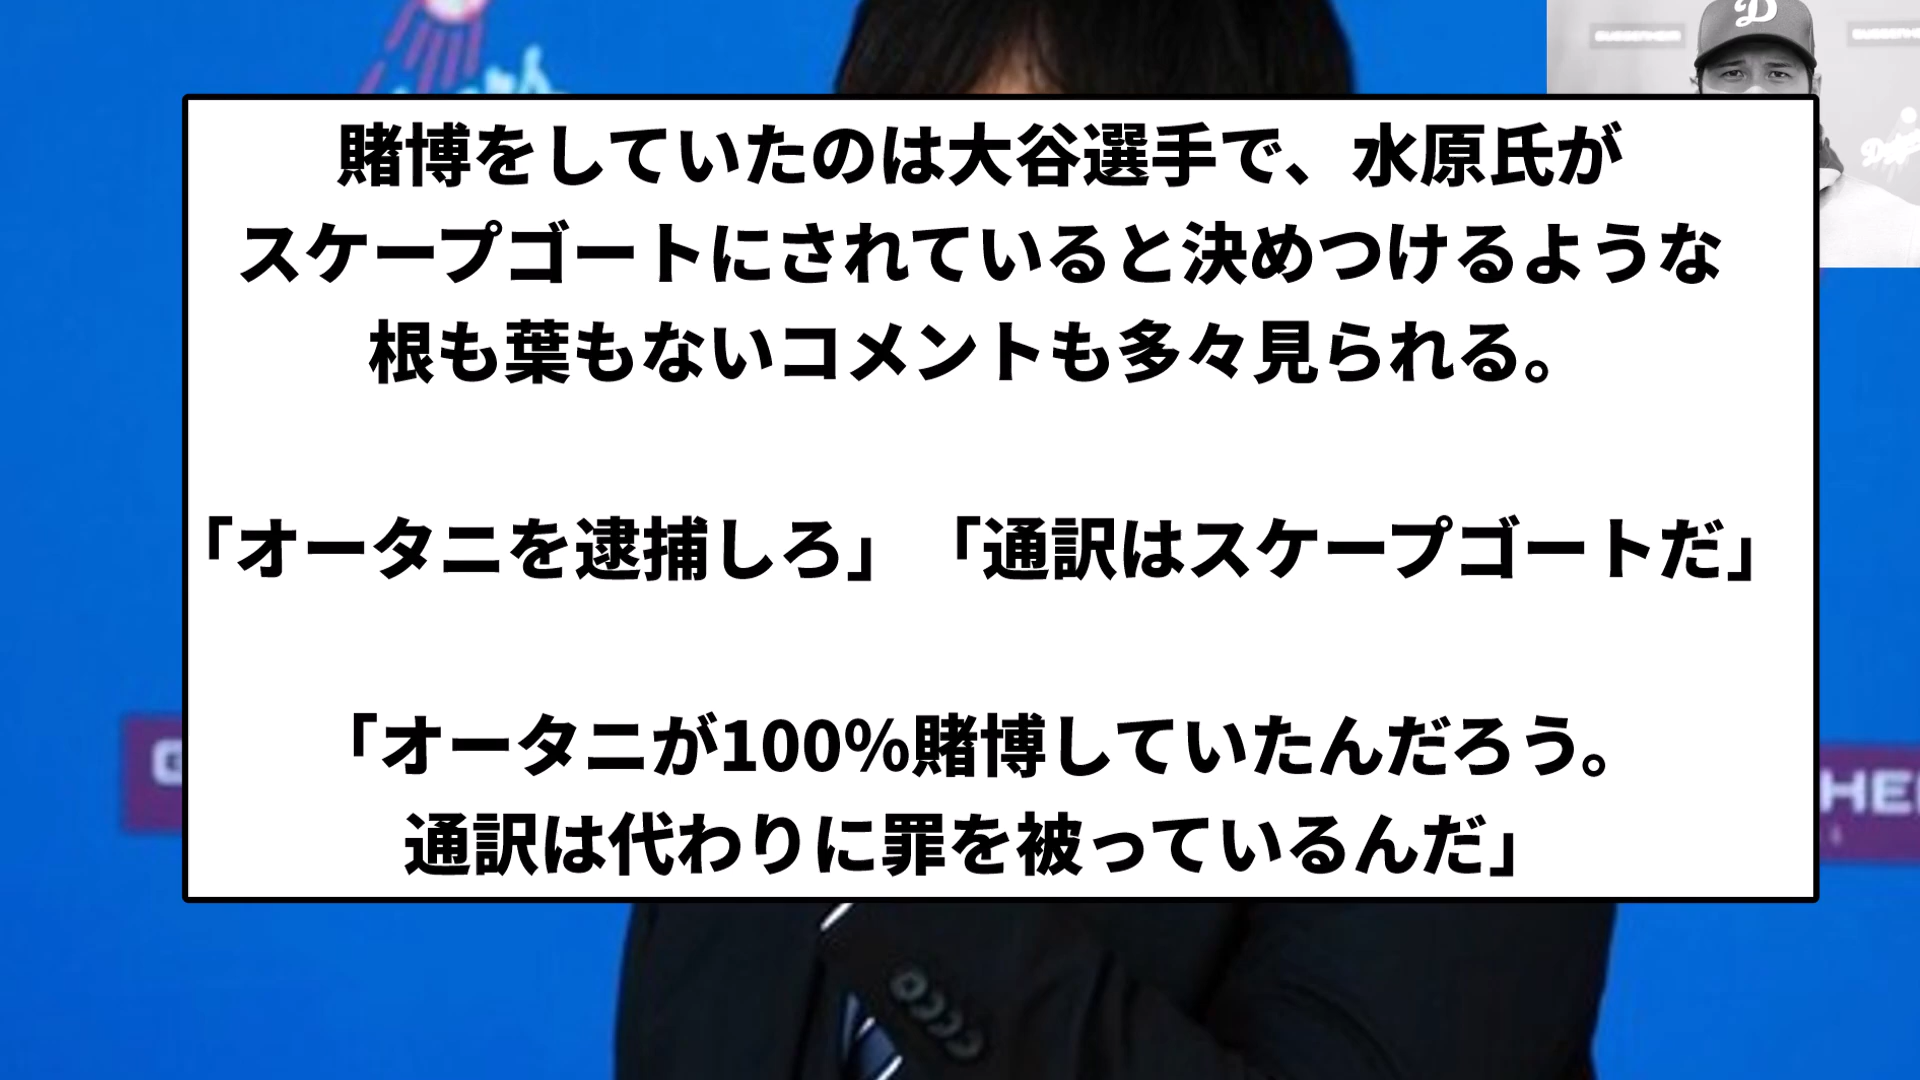 賭博をしていたのは大谷選手で、水原氏が
スケープゴートにされていると決めつけるような
根も葉もないコメントも多々見られる。
「オータニを逮捕しろ」「通訳はスケープゴートだ」
「オータニが100%賭博していたんだろう。
通訳は代わりに罪を被っているんだ」